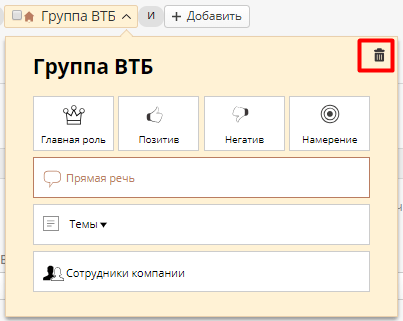 Группа ВТБ и Добавить
Группа ВТБ
Главная роль Позитив Негатив Намерение
Прямая речь
Темы
Сотрудники компании